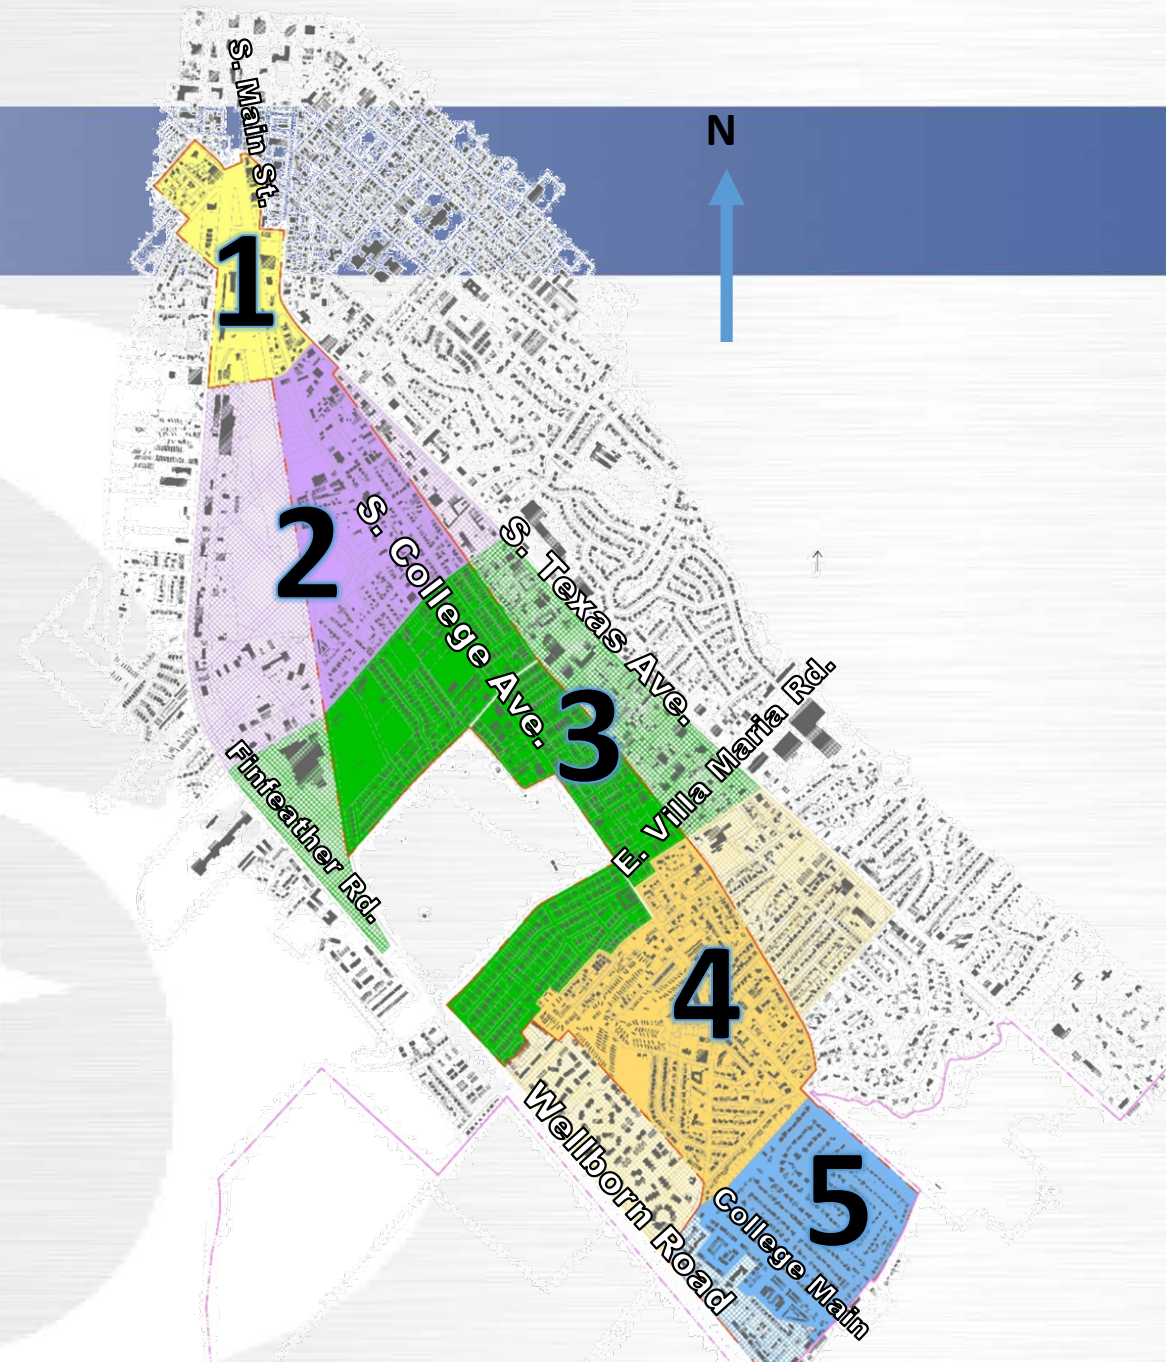 S. Main St.
N
1
2
S. College Ave.
S. Texas Ave.
3
E. Villa Maria Rd.
Finfeather Rd.
4
Wellborn Road
5
College Main